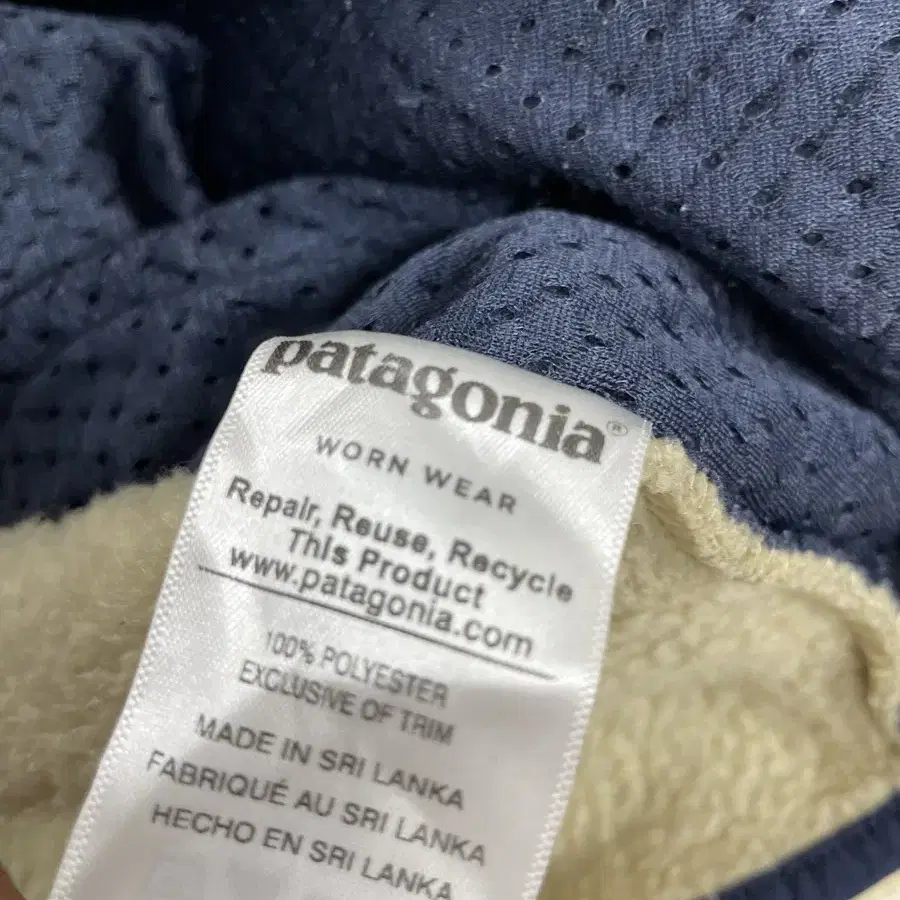 patagonia®
WORN WEAR
Repair, Reuse, Recycle
This Product
www.patagonia.com
100% POLYESTER
EXCLUSIVE OF TRIM
MADE IN SRI LANKA
FABRIQUÉ AU SRI LANKA
HECHO EN SRI LANKA